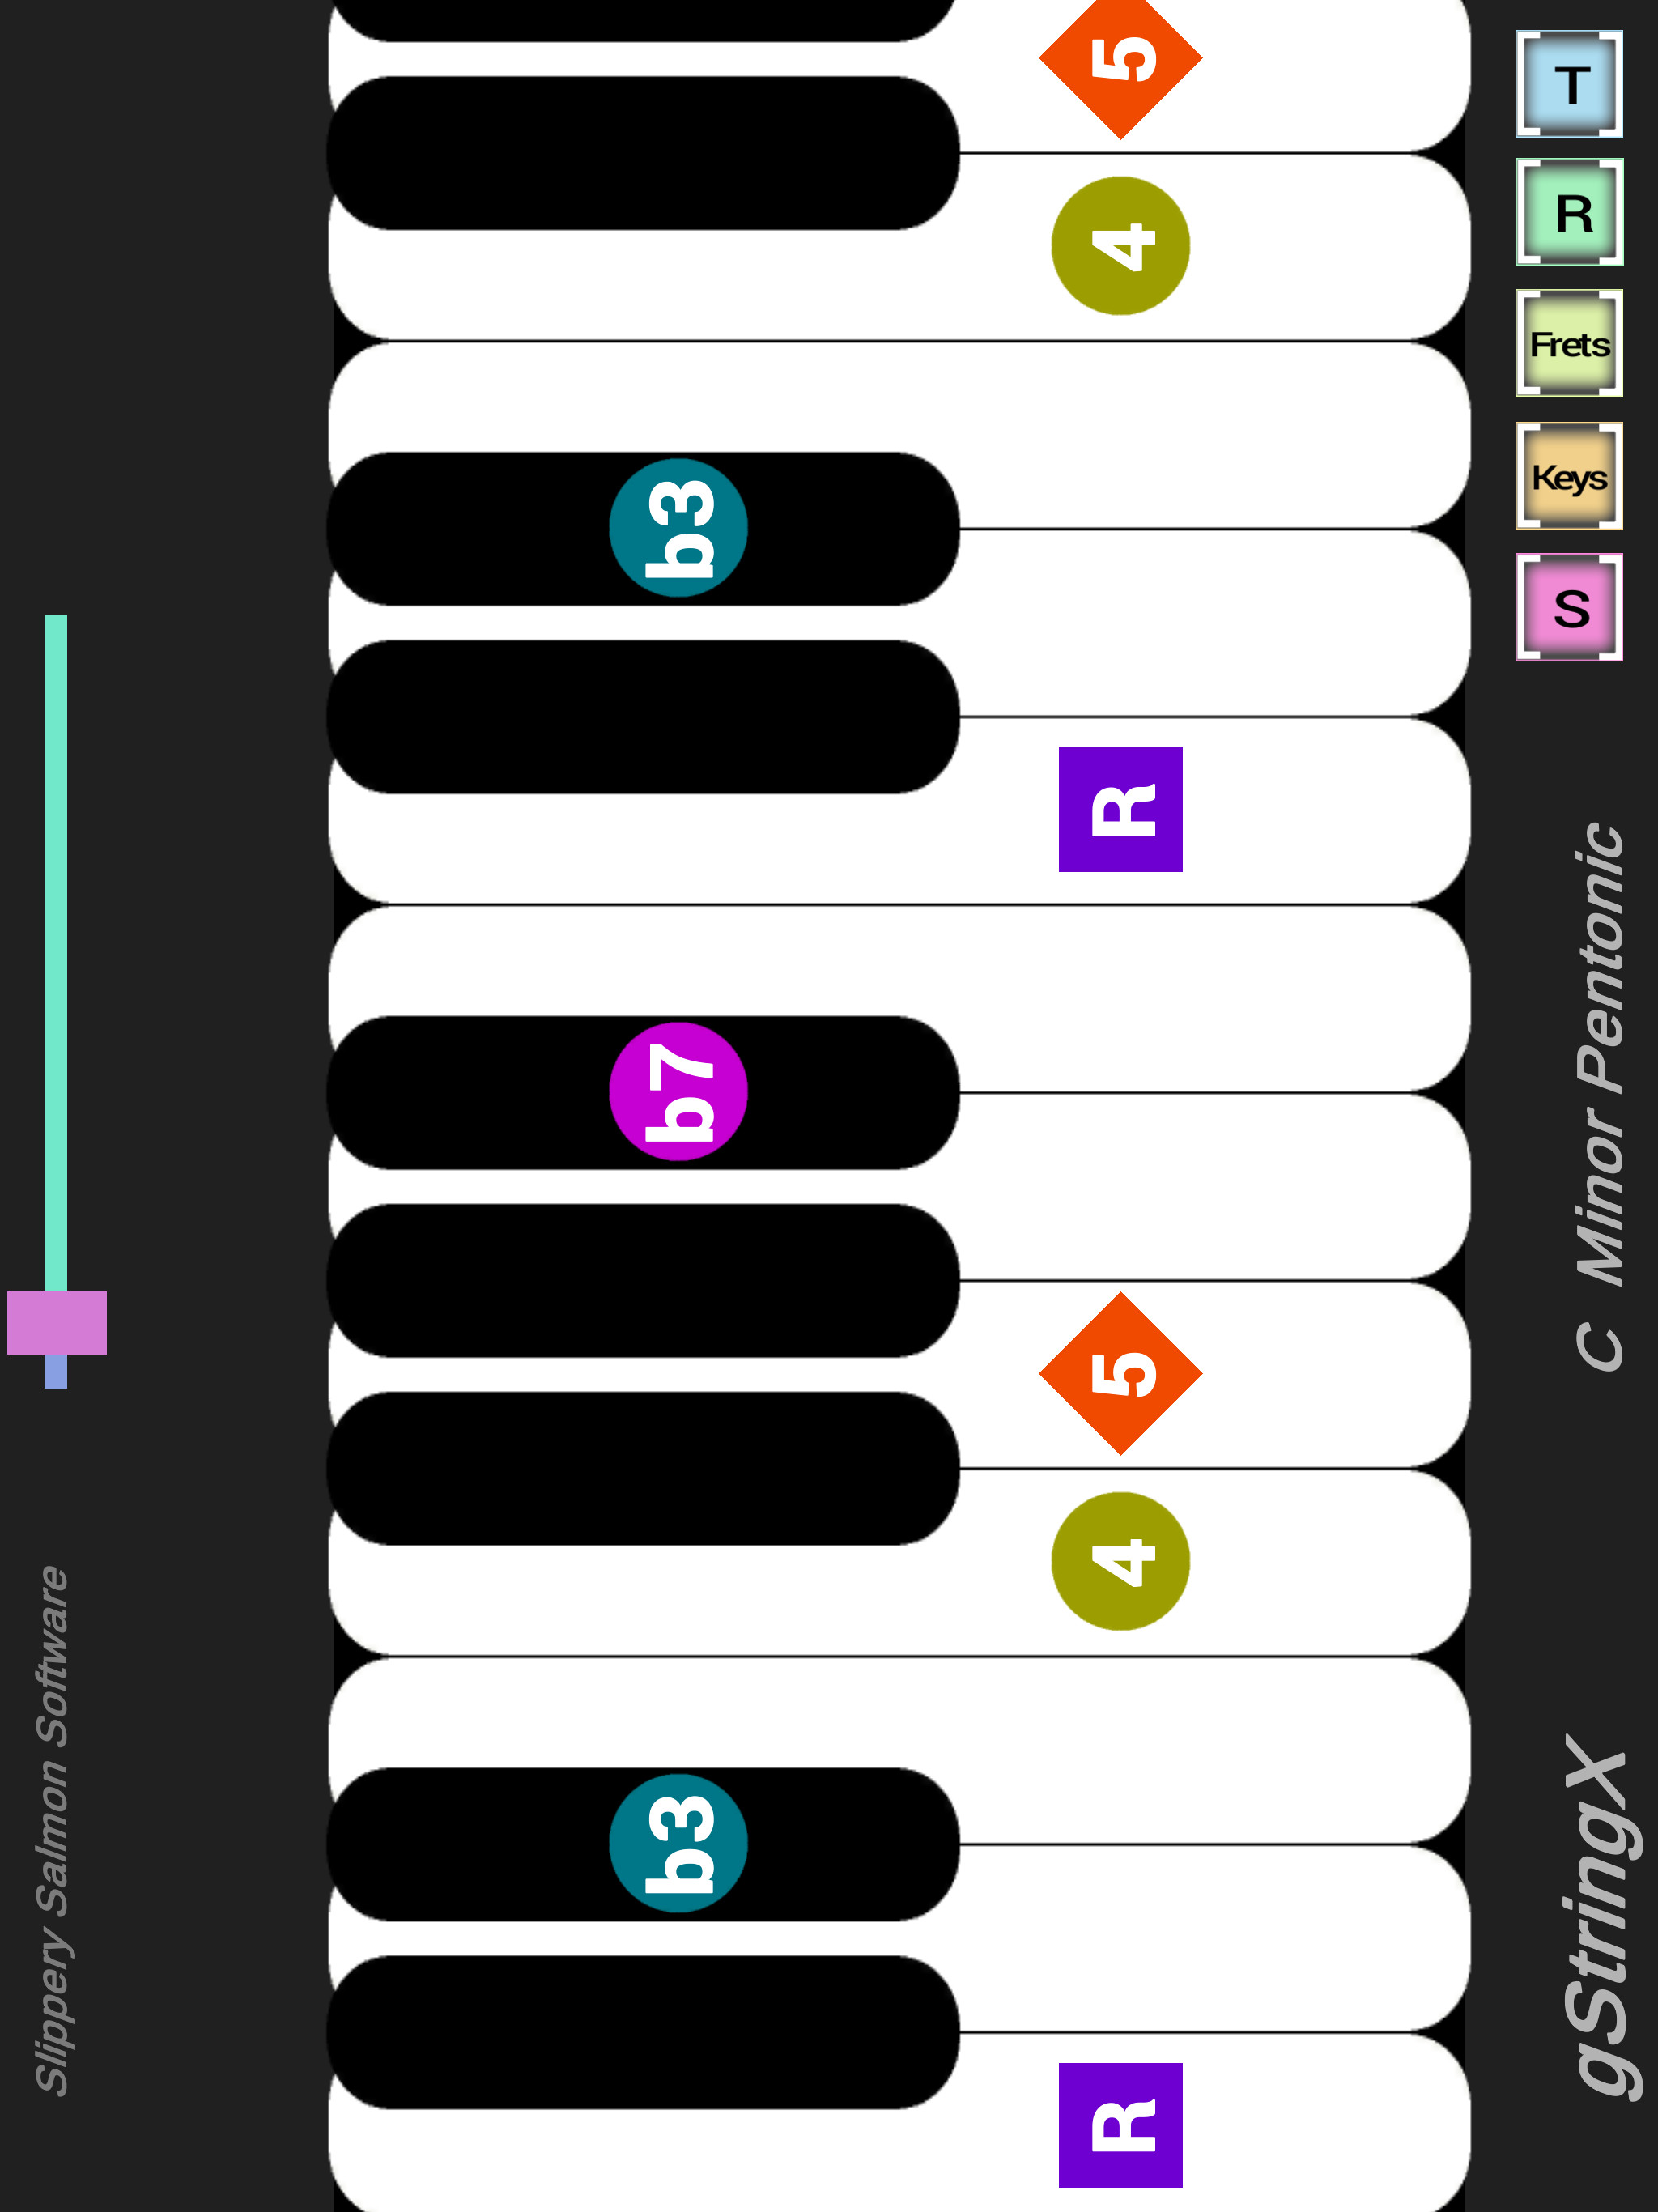 Slippery Salmon Software
R
b3
4
5
b7
R
b3
4
5
gStringX
C Minor Pentonic
S
Keys
Frets
R
T